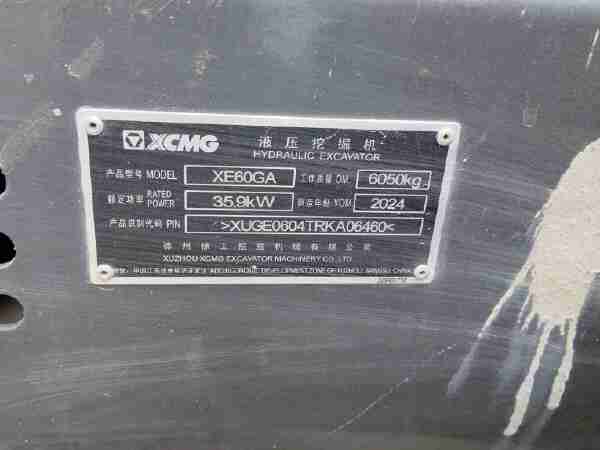 XCMG 液压挖掘机
HYDRAULIC EXCAVATOR
产品型号 MODEL XE60GA 工作质量 OM 6050kg
额定功率 RATED POWER 35.9kW 制造年份 YOM 2024
产品识别代码 PIN >XUGE0604TRKA06460<
徐州徐工挖掘机械有限公司
XUZHOU XCMG EXCAVATOR MACHINERY CO.,LTD.